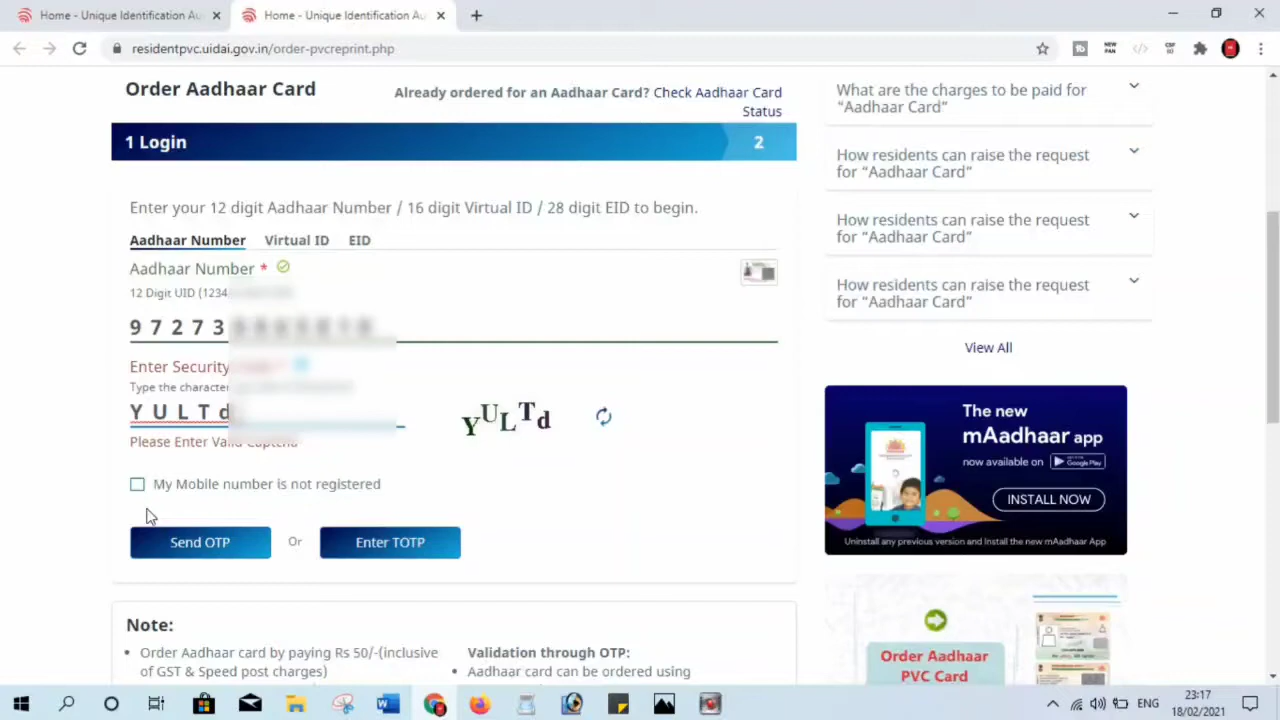 Home - Unique Identification Au
Home - Unique Identification Au
residentpvc.uidai.gov.in/order-pvcreprint.php
NEW PAN
CSF
Order Aadhaar Card
Already ordered for an Aadhaar Card? Check Aadhaar Card
Status
1 Login
2
Enter your 12 digit Aadhaar Number / 16 digit Virtual ID / 28 digit EID to begin.
Aadhaar Number
Virtual ID
EID
Aadhaar Number *
12 Digit UID (1234
9 7 2 7 3
Enter Security
Type the character
Y U L T d
Y U L T d
Please Enter Valid Captcha
My Mobile number is not registered
Send OTP
Or
Enter TOTP
Note:
Order Aadhaar card by paying Rs 50/-(inclusive
of GST & Speed post charges)
Validation through OTP:
Aadhaar card can be ordered using
What are the charges to be paid for
“Aadhaar Card”
How residents can raise the request
for “Aadhaar Card”
How residents can raise the request
for “Aadhaar Card”
How residents can raise the request
for “Aadhaar Card”
View All
The new
mAadhaar app
now available on
Google Play
INSTALL NOW
Uninstall any previous version and Install the new mAadhaar App
Order Aadhaar
PVC Card
ENG
23:17
18/02/2021